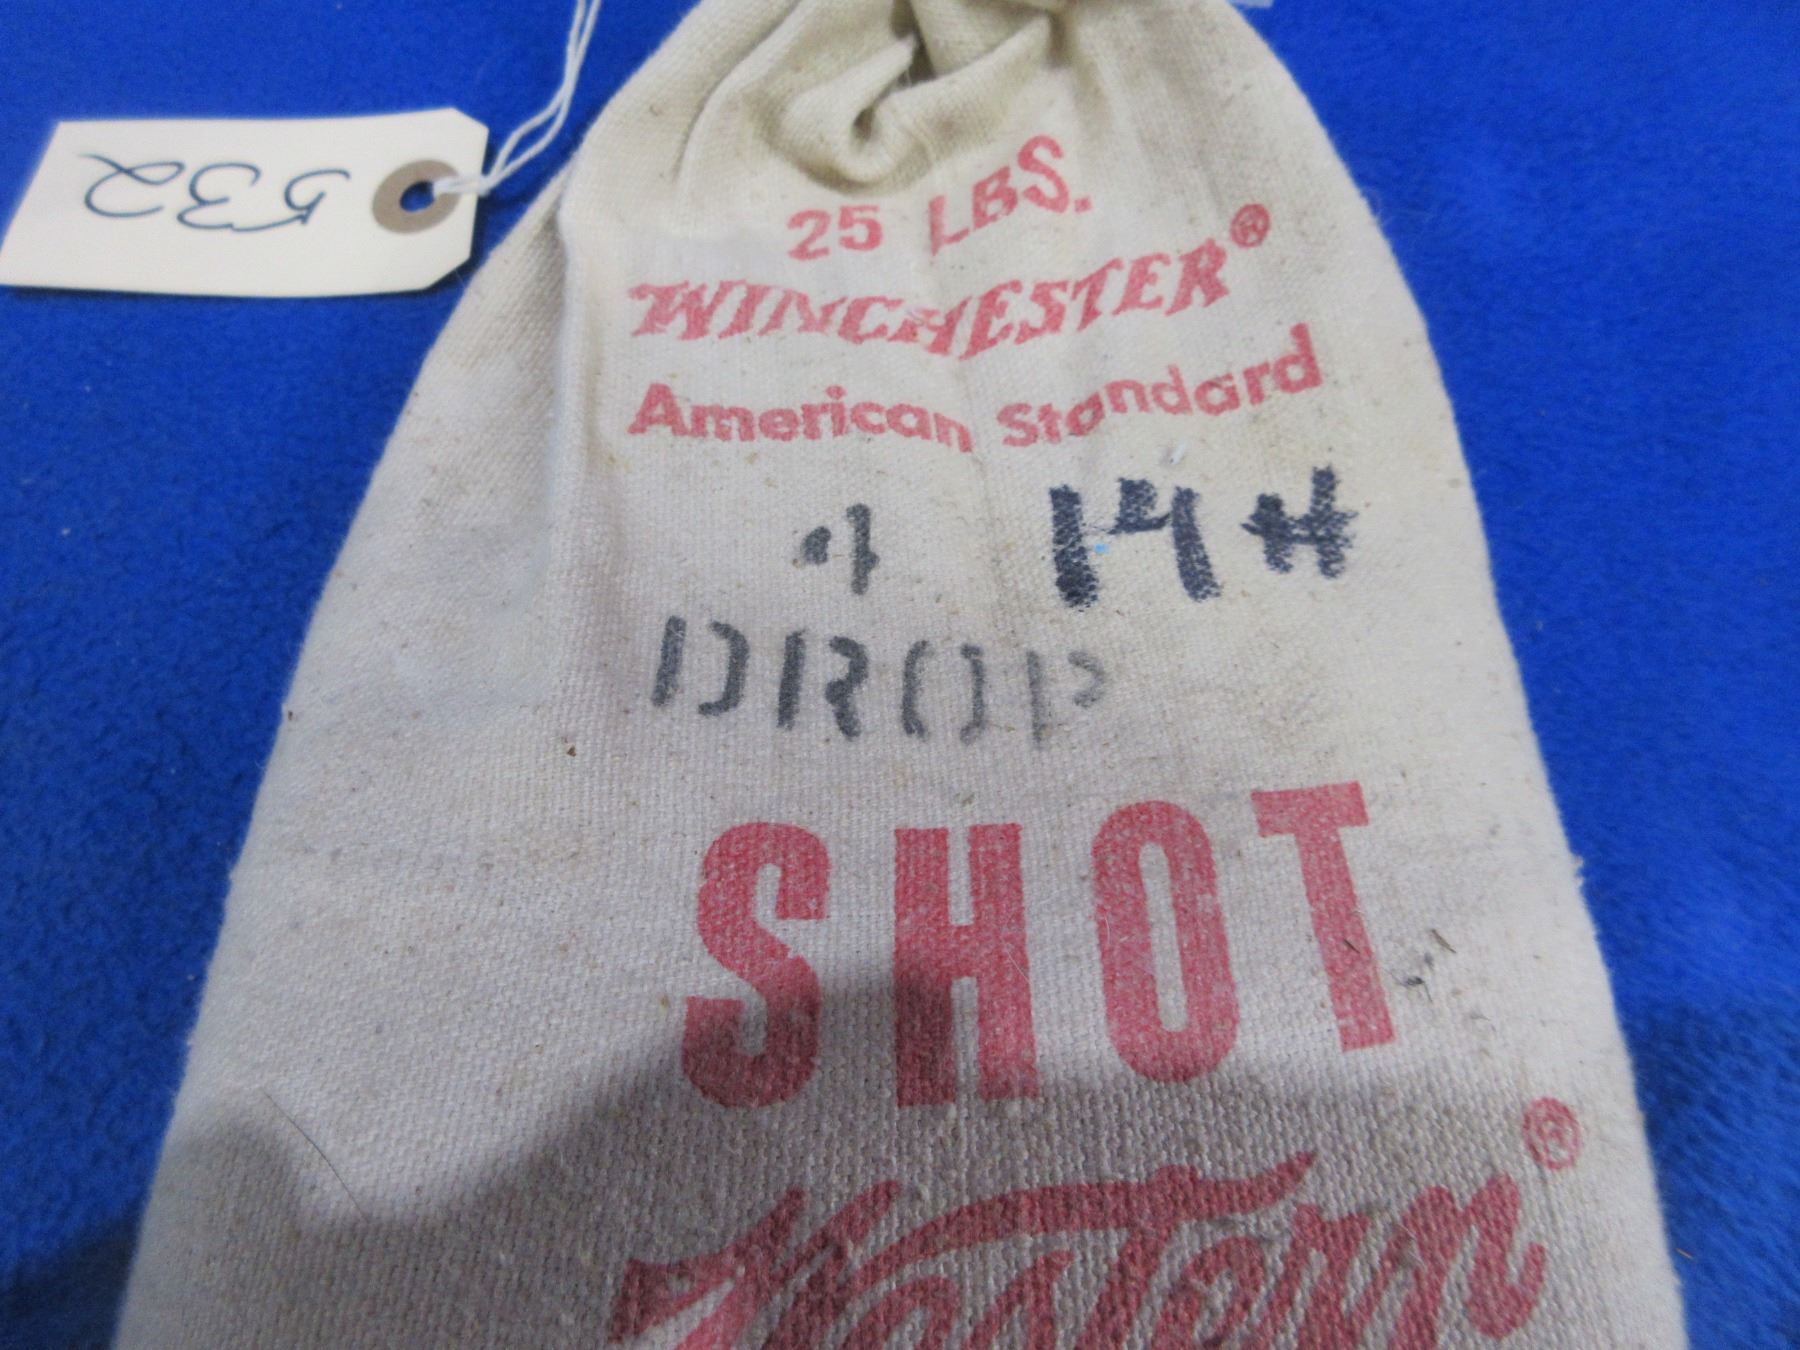 532
25 LBS.
WINCHESTER®
American Standard
4 14#
DROP
SHOT
Western®